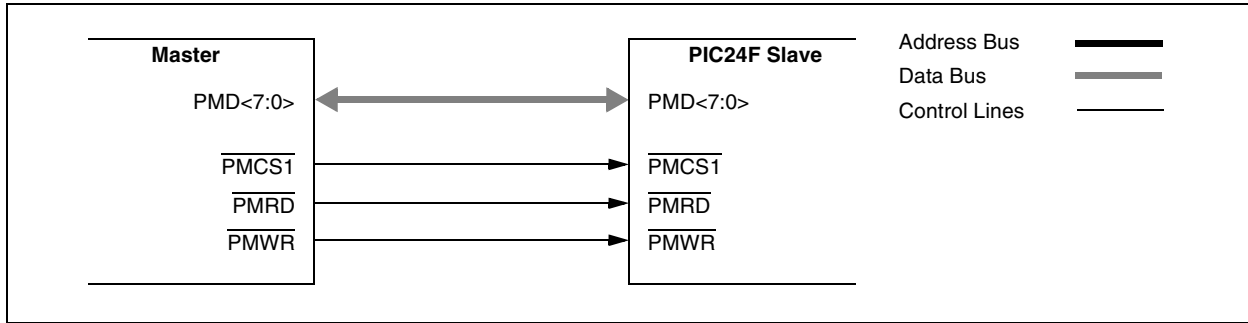 Master
PIC24F Slave
Address Bus
Data Bus
Control Lines
PMD<7:0>
PMD<7:0>
PMCS1
PMCS1
PMRD
PMRD
PMWR
PMWR